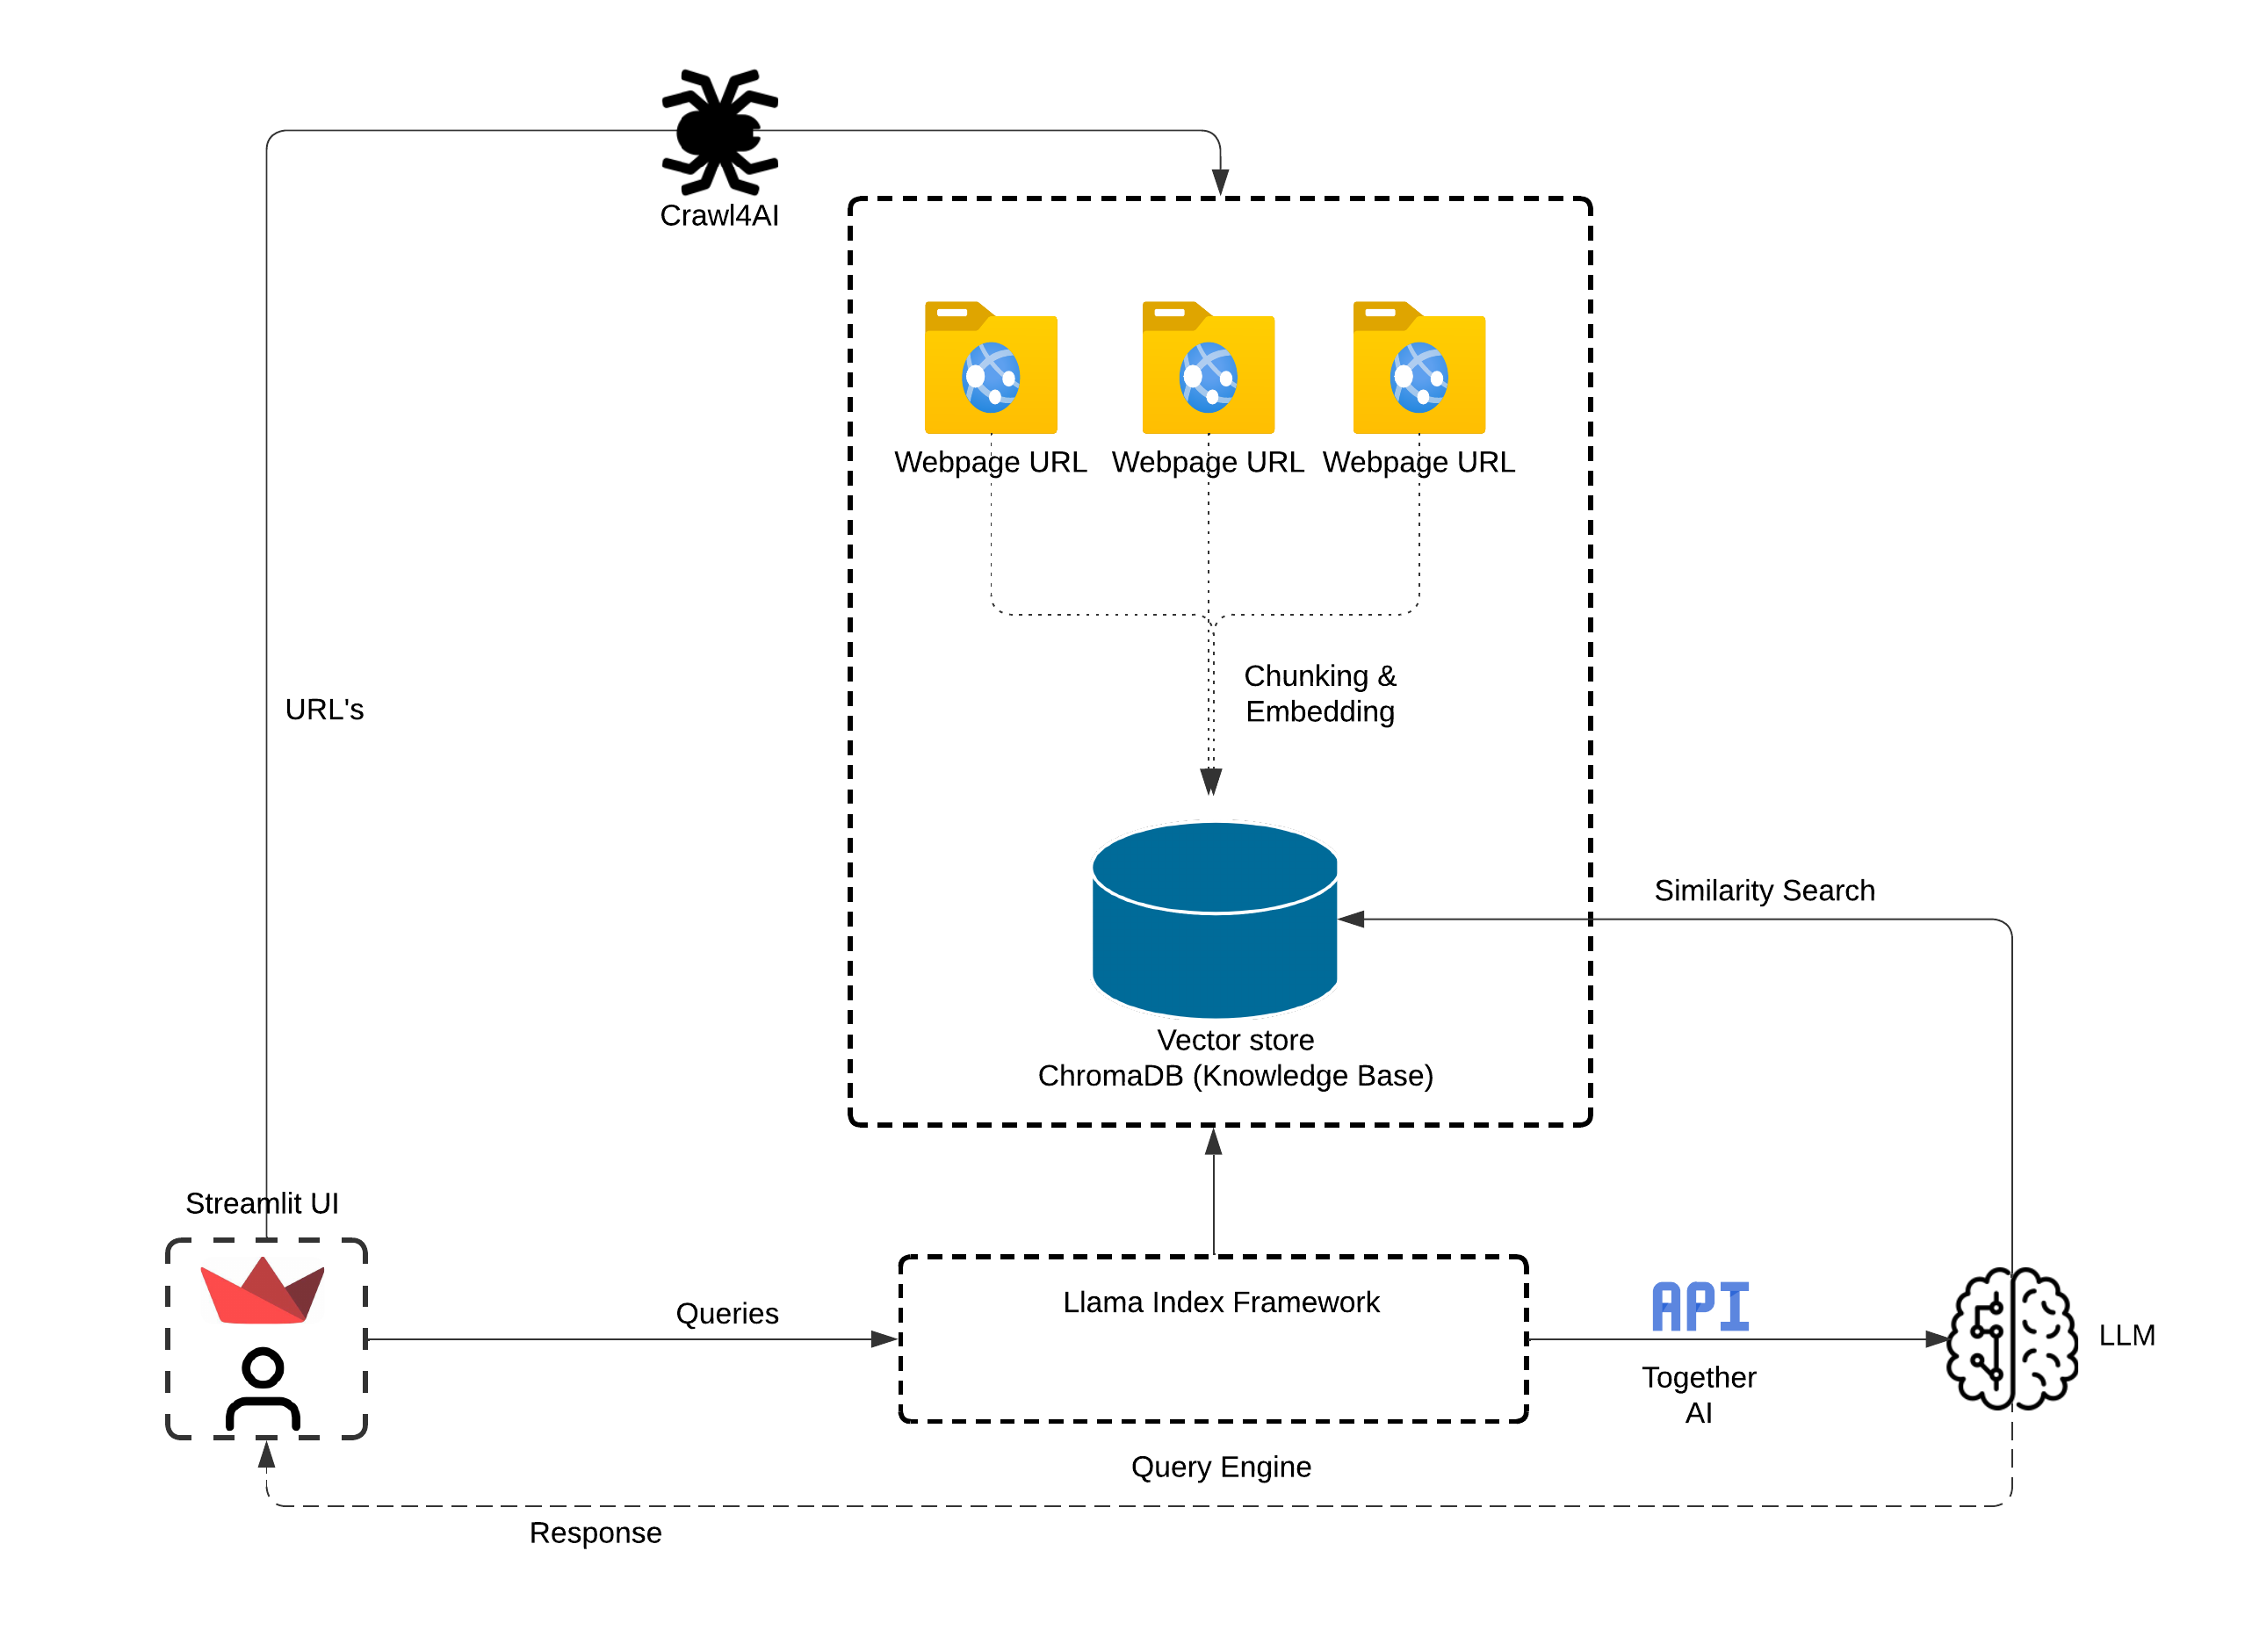 Crawl4AI
Webpage URL
Webpage URL
Webpage URL
Chunking &
Embedding
URL's
Similarity Search
Vector store
ChromaDB (Knowledge Base)
Streamlit UI
Queries
Llama Index Framework
API
LLM
Together
AI
Query Engine
Response